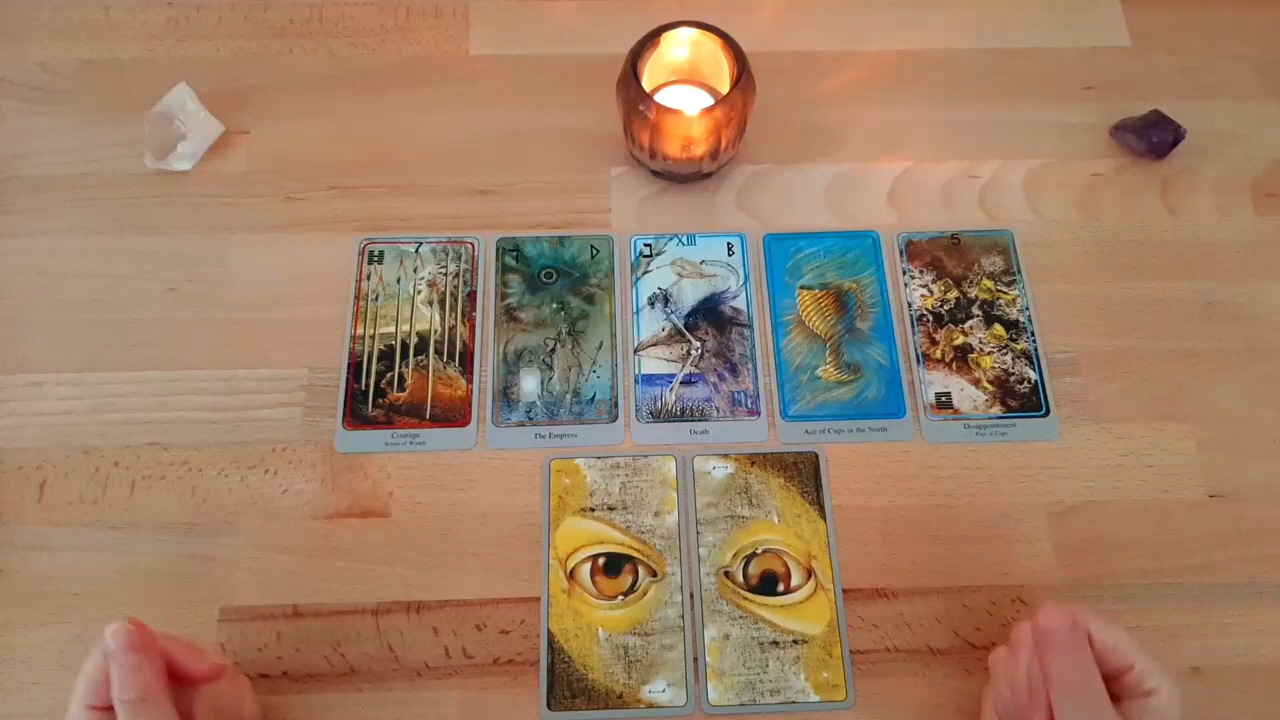 7
XIII
5
Courage
Seven of Wands
The Empress
Death
Ace of Cups in the North
Disappointment
Five of Cups